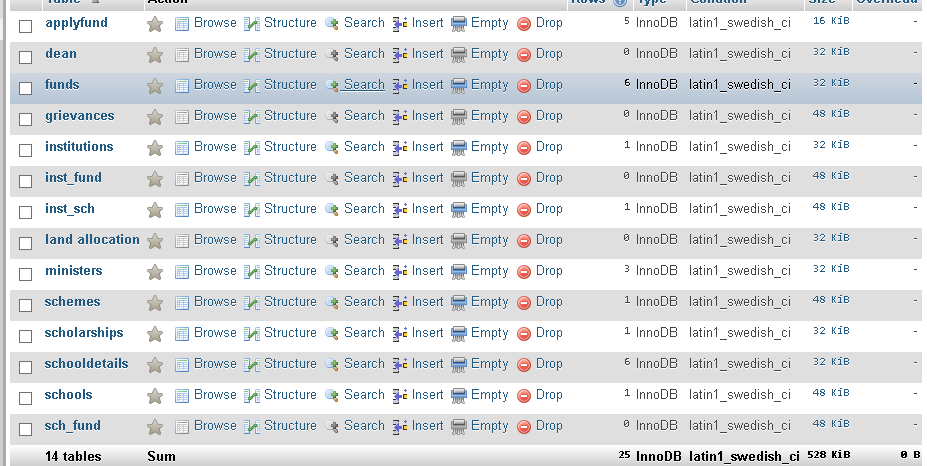 Table Action Rows Type Collation Size Overhead
applyfund Browse Structure Search Insert Empty Drop 5 InnoDB latin1_swedish_ci 16 KiB -
dean Browse Structure Search Insert Empty Drop 0 InnoDB latin1_swedish_ci 32 KiB -
funds Browse Structure Search Insert Empty Drop 6 InnoDB latin1_swedish_ci 32 KiB -
grievances Browse Structure Search Insert Empty Drop 0 InnoDB latin1_swedish_ci 48 KiB -
institutions Browse Structure Search Insert Empty Drop 1 InnoDB latin1_swedish_ci 32 KiB -
inst_fund Browse Structure Search Insert Empty Drop 0 InnoDB latin1_swedish_ci 48 KiB -
inst_sch Browse Structure Search Insert Empty Drop 1 InnoDB latin1_swedish_ci 48 KiB -
land allocation Browse Structure Search Insert Empty Drop 0 InnoDB latin1_swedish_ci 32 KiB -
ministers Browse Structure Search Insert Empty Drop 3 InnoDB latin1_swedish_ci 32 KiB -
schemes Browse Structure Search Insert Empty Drop 1 InnoDB latin1_swedish_ci 48 KiB -
scholarships Browse Structure Search Insert Empty Drop 1 InnoDB latin1_swedish_ci 32 KiB -
schooldetails Browse Structure Search Insert Empty Drop 6 InnoDB latin1_swedish_ci 32 KiB -
schools Browse Structure Search Insert Empty Drop 1 InnoDB latin1_swedish_ci 48 KiB -
sch_fund Browse Structure Search Insert Empty Drop 0 InnoDB latin1_swedish_ci 48 KiB -
14 tables Sum 25 InnoDB latin1_swedish_ci 528 KiB 0 B